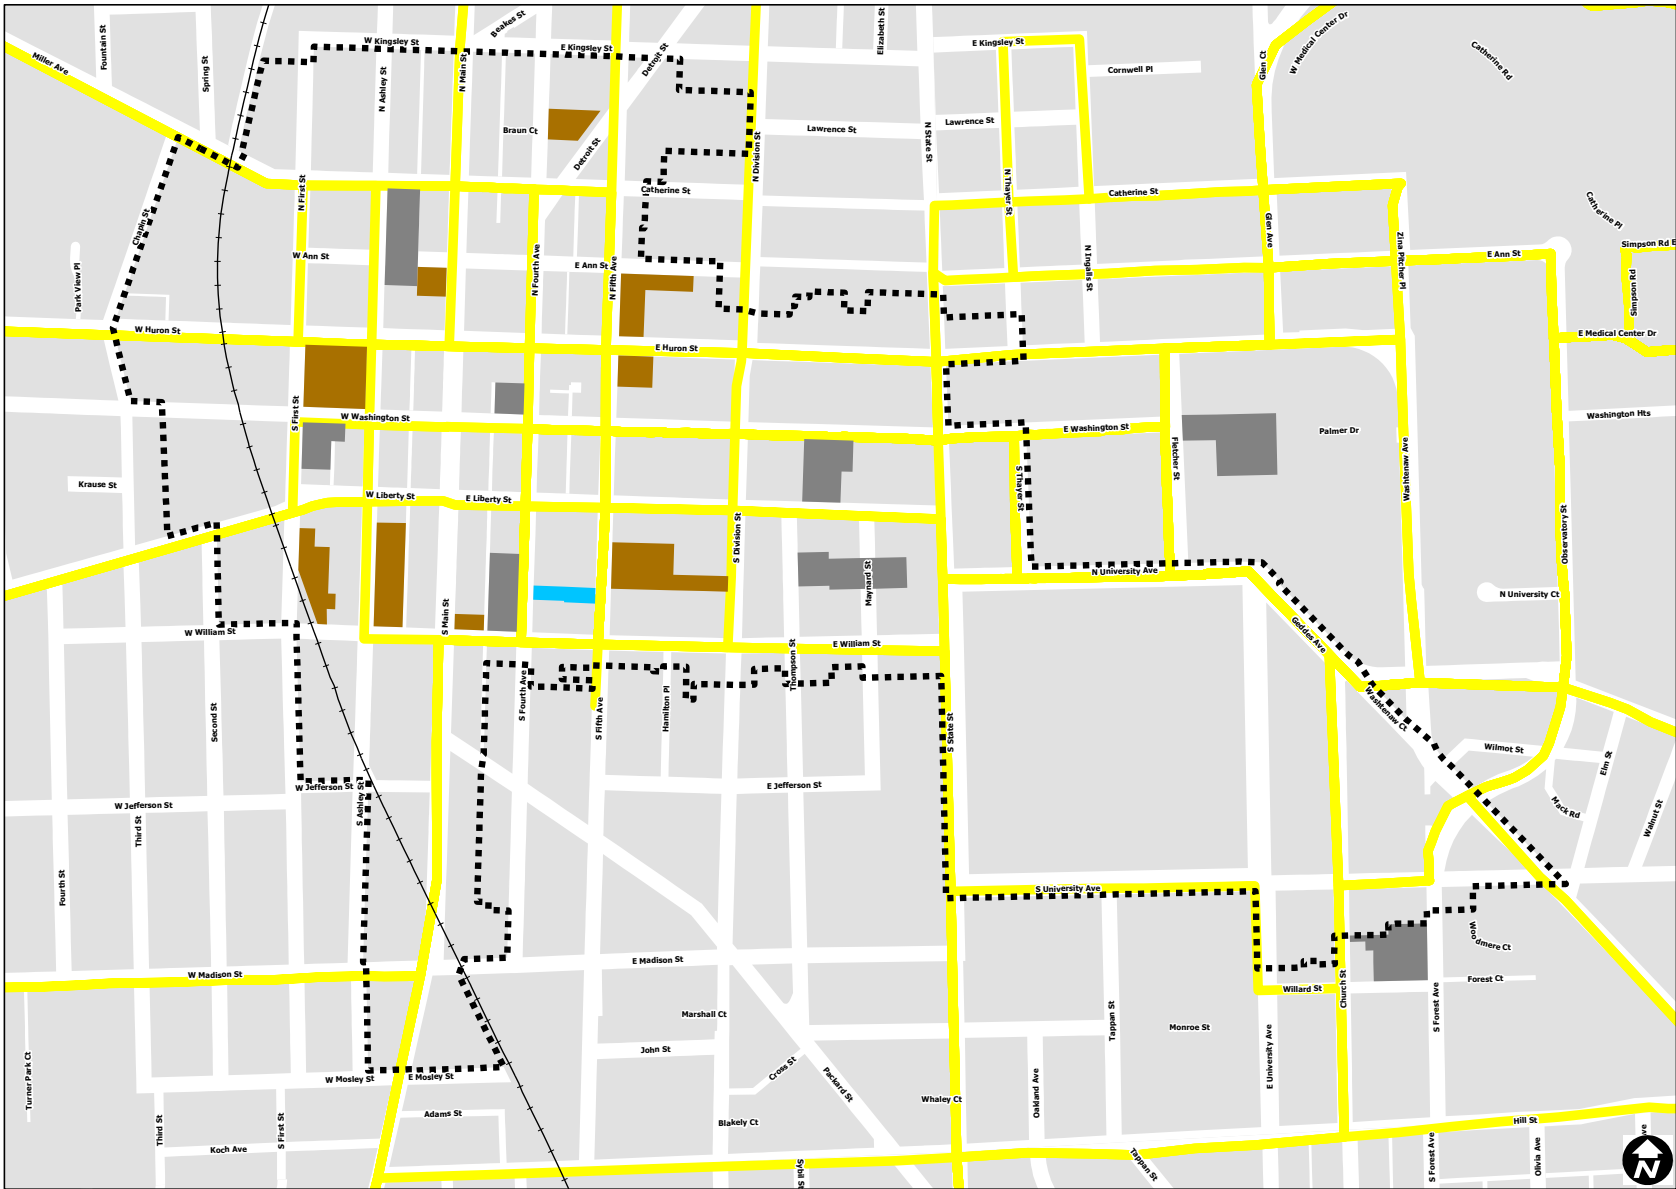 Fountain St
Miller Ave
Spring St
W Kingsley St
N Ashley St
N Main St
Beakes St
E Kingsley St
Detroit St
Elizabeth St
E Kingsley St
Cornwell Pl
Glen Ct
W Medical Center Dr
Catherine Rd
Braun Ct
Detroit St
N Division St
Lawrence St
N State St
Lawrence St
N First St
Catherine St
N Thayer St
Catherine St
Catherine Pl
Chapin St
Park View Pl
W Ann St
N Fourth Ave
E Ann St
N Fifth Ave
N Ingalls St
Glen Ave
Zina Pitcher Pl
E Ann St
Simpson Rd E
Simpson Rd
W Huron St
E Huron St
E Medical Center Dr
S First St
W Washington St
E Washington St
Palmer Dr
Washington Hts
Krause St
W Liberty St
E Liberty St
S Thayer St
Fletcher St
Washtenaw Ave
Observatory St
S Division St
Maynard St
N University Ave
N University Ct
W William St
S Main St
E William St
Geddes Ave
Second St
S Fourth Ave
S Fifth Ave
Hamilton Pl
Thompson St
S State St
Washtenaw Ct
Wilmot St
Elm St
W Jefferson St
W Jefferson St
S Ashley St
E Jefferson St
Mack Rd
Walnut St
Third St
Fourth St
S University Ave
W Madison St
E Madison St
Woodmere Ct
Forest Ct
Willard St
Church St
S Forest Ave
Marshall Ct
Tappan St
Monroe St
E University Ave
John St
Cross St
Packard St
Turner Park Ct
W Mosley St
E Mosley St
Oakland Ave
Whaley Ct
Adams St
Blakely Ct
Hill St
Third St
S First St
Koch Ave
Sybil St
Tappan St
S Forest Ave
Olivia Ave
ve
N